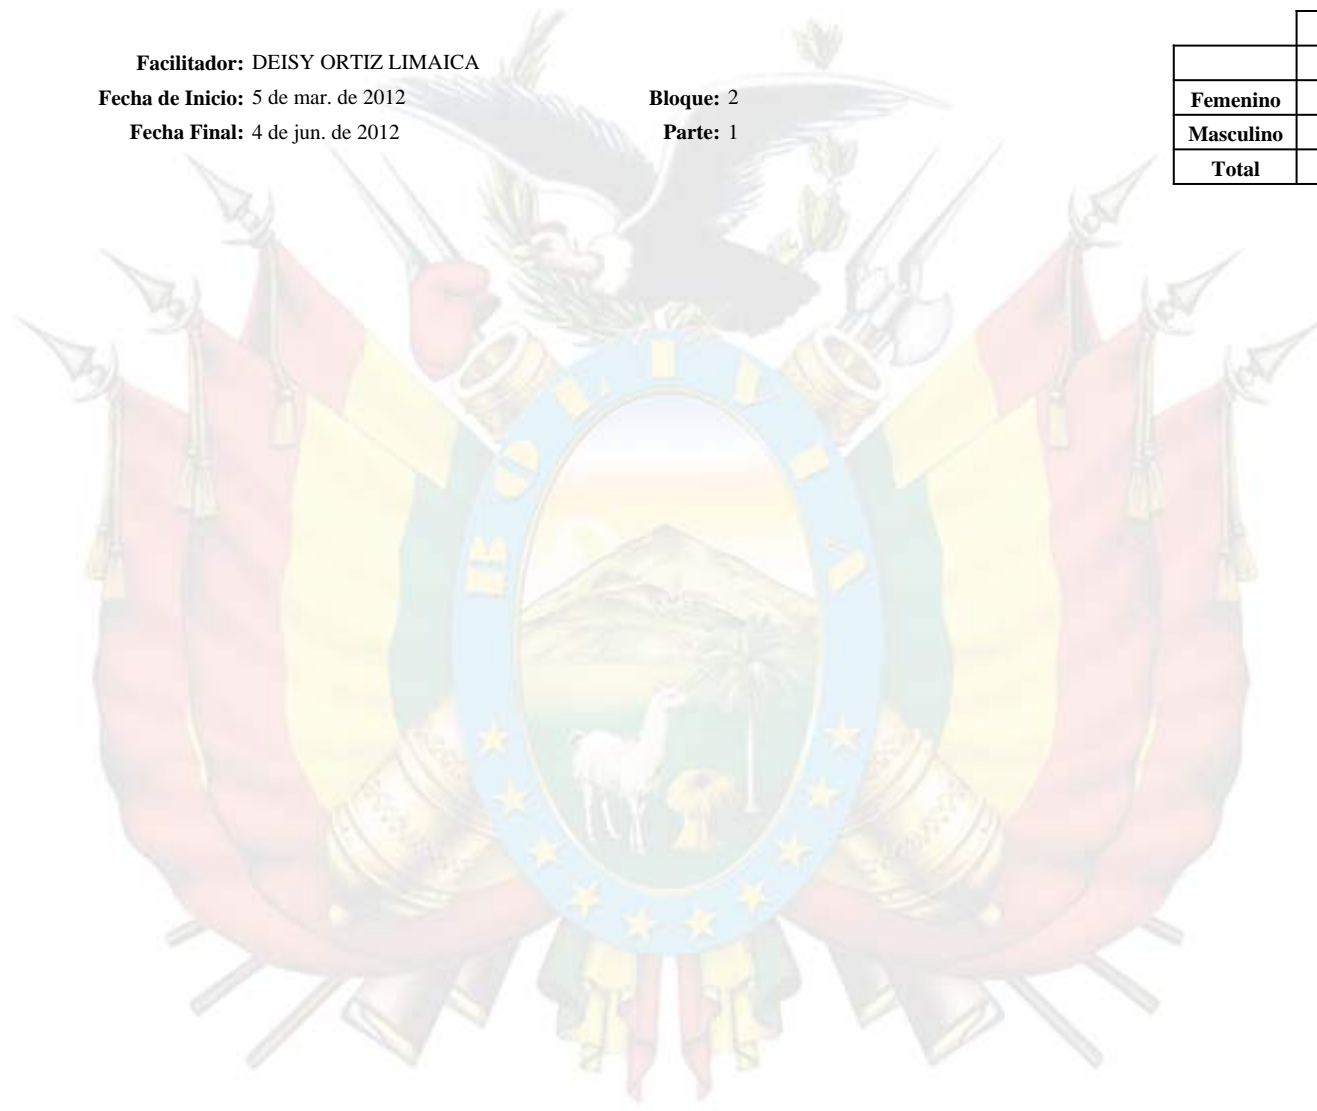 Facilitador: DEISY ORTIZ LIMAICA
Fecha de Inicio: 5 de mar. de 2012 Bloque: 2
Fecha Final: 4 de jun. de 2012 Parte: 1
Femenino
Masculino
Total
BOLIVIA